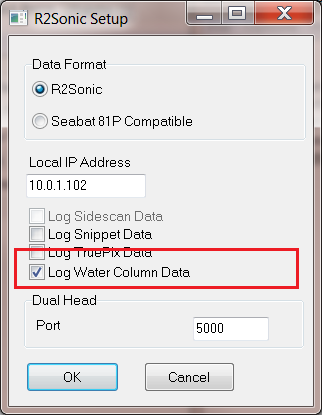 R2Sonic Setup
Data Format
R2Sonic
Seabat 81P Compatible
Local IP Address
10.0.1.102
Log Sidescan Data
Log Snippet Data
Log TruePix Data
Log Water Column Data
Dual Head
Port
5000
OK
Cancel